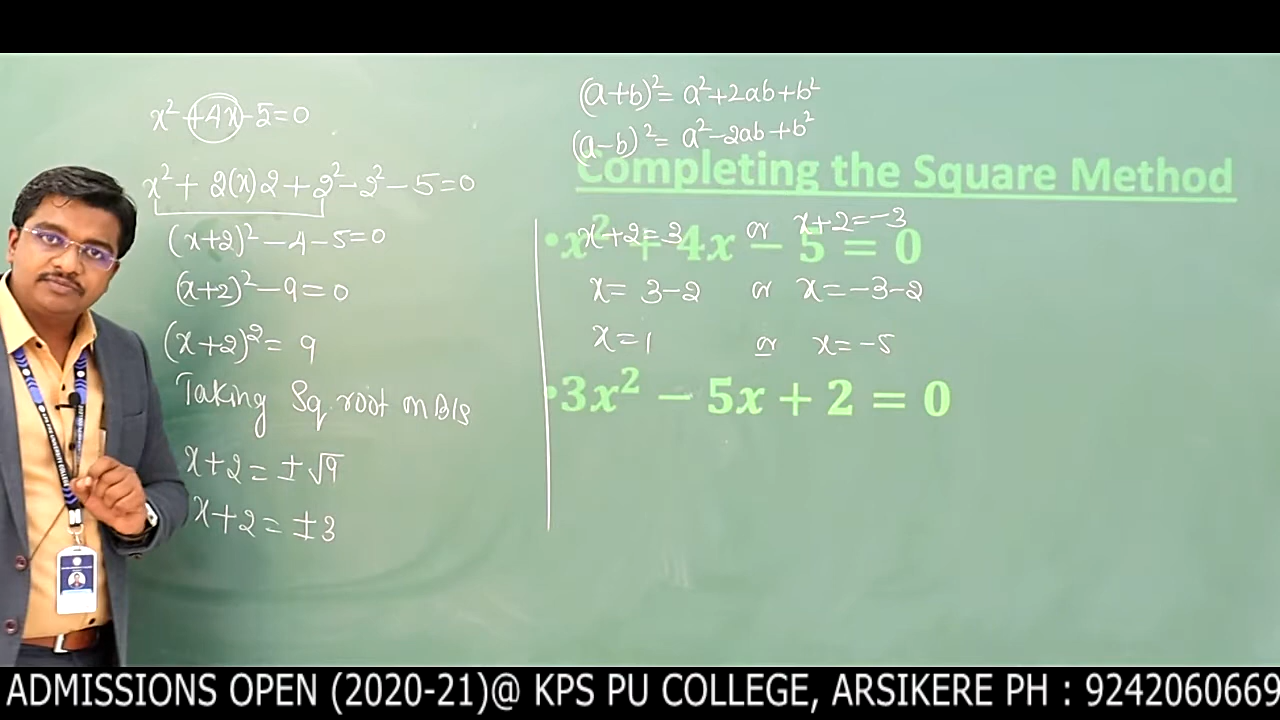 x²+4x-5=0
x²+ 2(x)2+2²-2²-5=0
(x+2)²-4-5=0
(x+2)²-9=0
(x+2)²= 9
Taking Sq. root on B/S
x+2= ±√9
x+2= ±3
(a+b)²= a²+2ab+b²
(a-b)²= a²-2ab+b²
Completing the Square Method
x+2=3 or x+2=-3
•x² + 4x - 5 = 0
x= 3-2 or x=-3-2
x=1 or x=-5
•3x² - 5x + 2 = 0
ADMISSIONS OPEN (2020-21)@ KPS PU COLLEGE, ARSIKERE PH : 9242060669